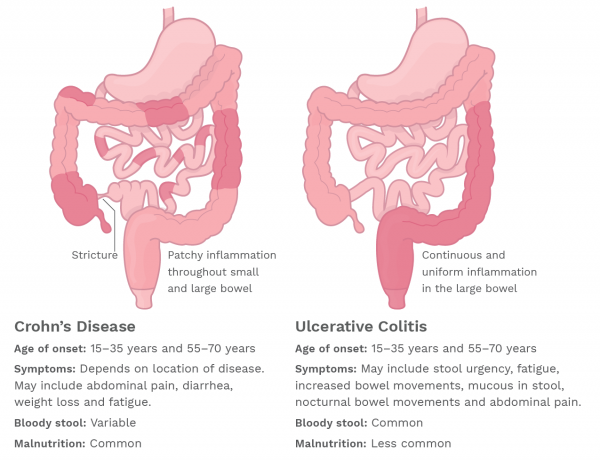 Stricture
Patchy inflammation
throughout small
and large bowel
Continuous and
uniform inflammation
in the large bowel
Crohn's Disease
Age of onset: 15–35 years and 55–70 years
Symptoms: Depends on location of disease.
May include abdominal pain, diarrhea,
weight loss and fatigue.
Bloody stool: Variable
Malnutrition: Common
Ulcerative Colitis
Age of onset: 15–35 years and 55–70 years
Symptoms: May include stool urgency, fatigue,
increased bowel movements, mucous in stool,
nocturnal bowel movements and abdominal pain.
Bloody stool: Common
Malnutrition: Less common